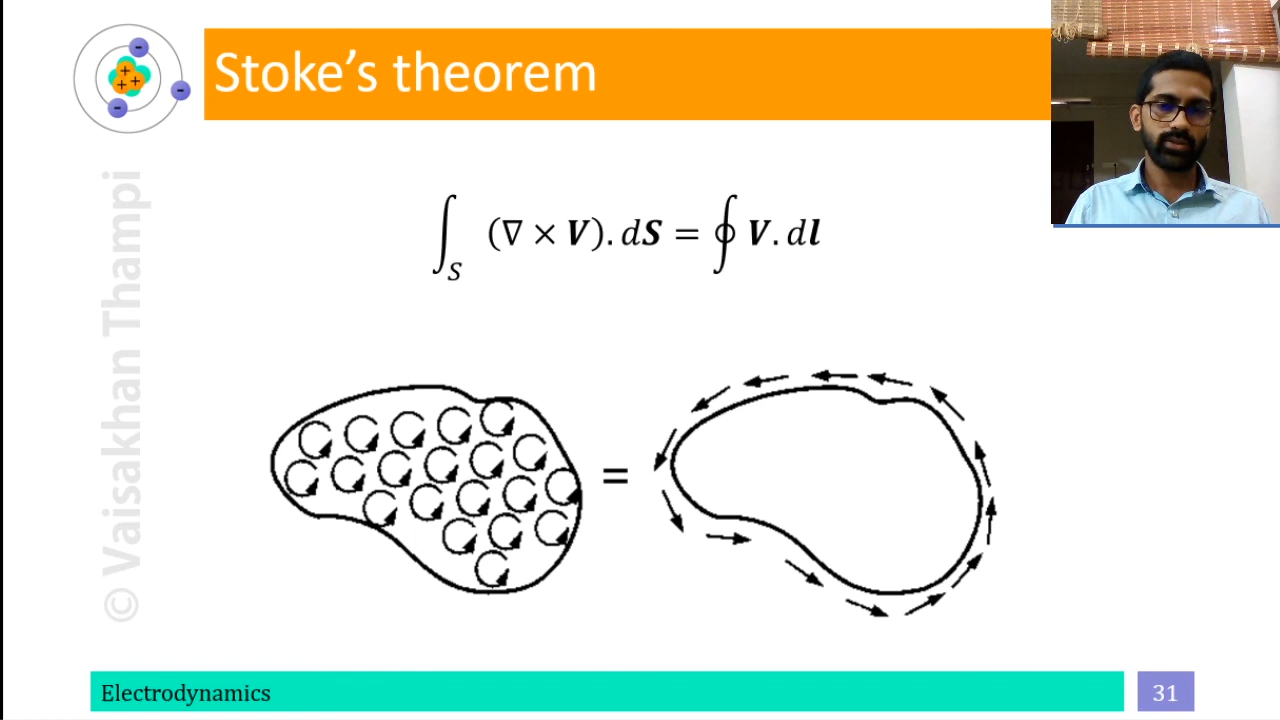 Stoke's theorem
© Vaisakhan Thampi
∫_S (∇ × V). dS = ∮ V. dl
=
Electrodynamics
31